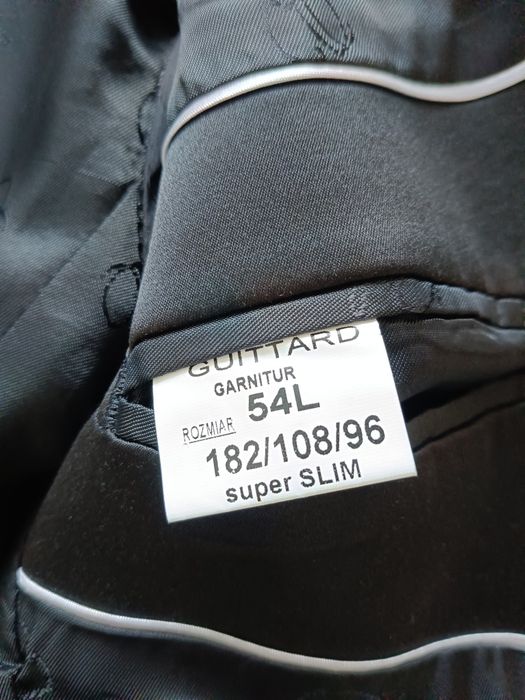 GUITTARD
GARNITUR
ROZMIAR 54L
182/108/96
super SLIM